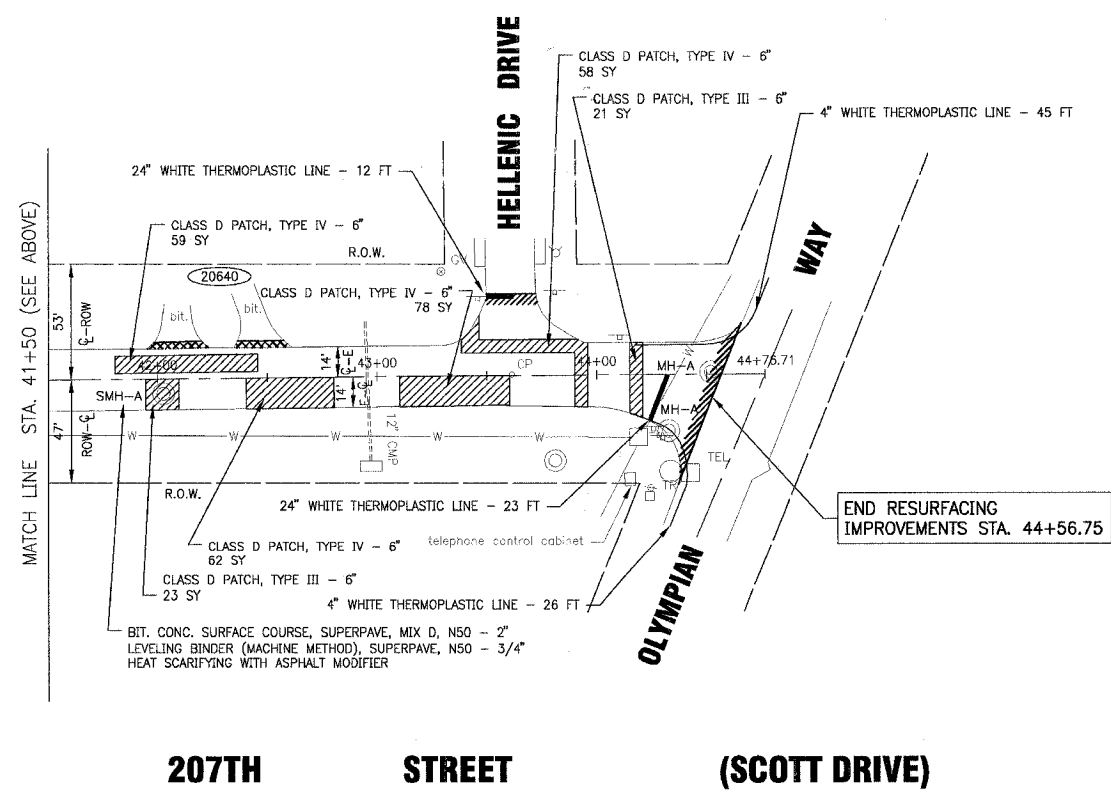 HELLENIC DRIVE
CLASS D PATCH, TYPE IV - 6"
58 SY
CLASS D PATCH, TYPE III - 6"
21 SY
4" WHITE THERMOPLASTIC LINE - 45 FT
24" WHITE THERMOPLASTIC LINE - 12 FT
CLASS D PATCH, TYPE IV - 6"
59 SY
R.O.W.
GV
20640
CLASS D PATCH, TYPE IV - 6"
78 SY
WAY
MATCH LINE STA. 41+50 (SEE ABOVE)
53'
℄-ROW
bit.
bit.
42+00
14'
℄-E
43+00
CP
44+00
44+76.71
W
MH-A
SMH-A
14'
E-℄
MH-A
47'
ROW-℄
W
W
W
W
W
12" CMP
TEL
TR
R.O.W.
24" WHITE THERMOPLASTIC LINE - 23 FT
END RESURFACING
IMPROVEMENTS STA. 44+56.75
CLASS D PATCH, TYPE IV - 6"
62 SY
telephone control cabinet
CLASS D PATCH, TYPE III - 6"
23 SY
4" WHITE THERMOPLASTIC LINE - 26 FT
OLYMPIAN
BIT. CONC. SURFACE COURSE, SUPERPAVE, MIX D, N50 - 2"
LEVELING BINDER (MACHINE METHOD), SUPERPAVE, N50 - 3/4"
HEAT SCARIFYING WITH ASPHALT MODIFIER
207TH STREET (SCOTT DRIVE)